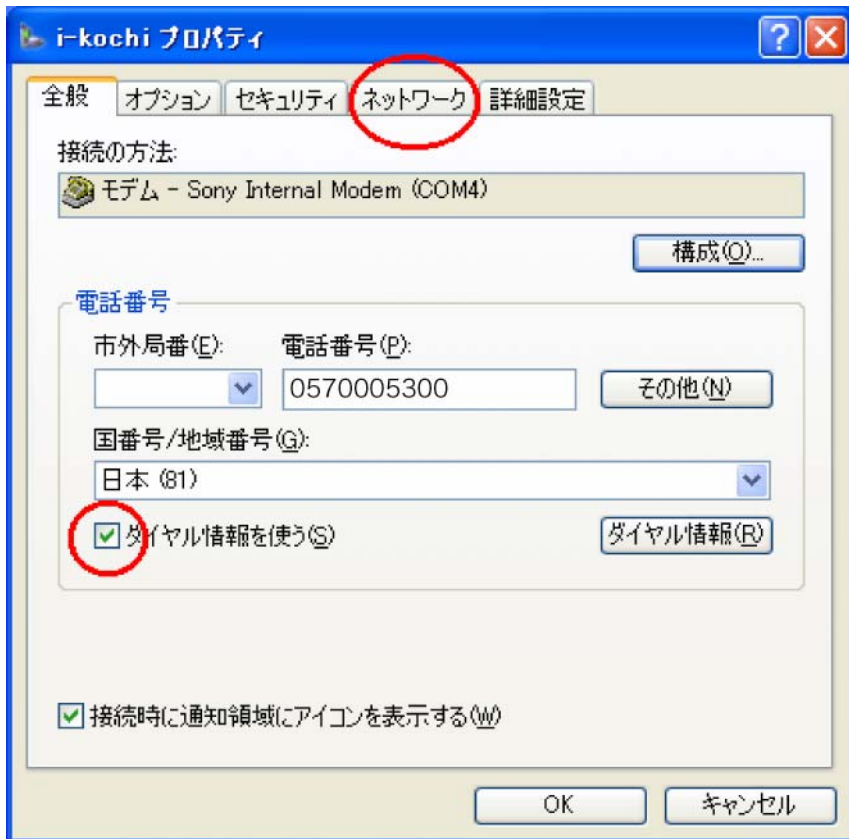 i-kochi プロパティ
全般 オプション セキュリティ ネットワーク 詳細設定
接続の方法:
モデム - Sony Internal Modem (COM4)
構成(O)...
電話番号
市外局番(E): 電話番号(P):
0570005300 その他(N)
国番号/地域番号(G):
日本 (81)
ダイヤル情報を使う(S) ダイヤル情報(R)
接続時に通知領域にアイコンを表示する(W)
OK キャンセル